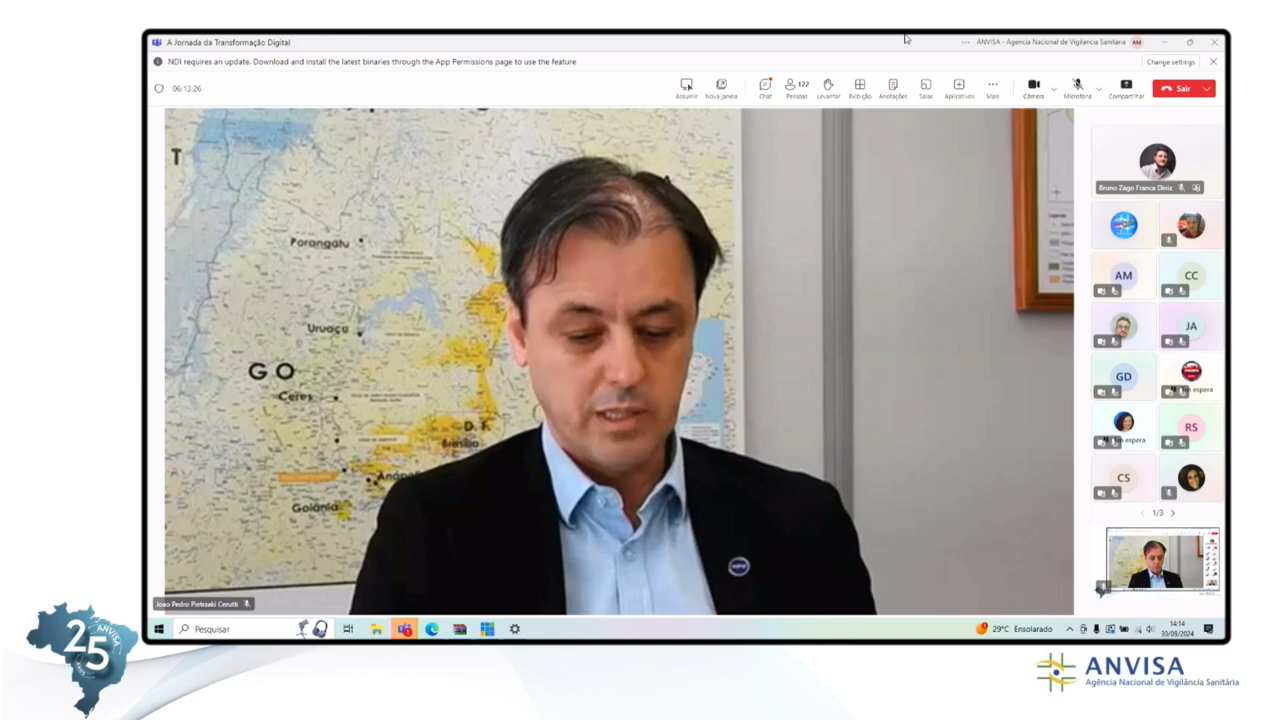 A Jornada da Transformação Digital
ANVISA - Agencia Nacional de Vigilancia Sanitaria AM
NDI requires an update. Download and install the latest binaries through the App Permissions page to use the feature
Change settings
06:13:26
122
Assumir
Nova janela
Chat
Pessoas
Levantar
Exibição
Anotações
Salas
Aplicativos
Mais
Câmera
Microfone
Compartilhar
Sair
T
Porangatu
Uruaçu
GO
Ceres
D. F.
Brasília
Goiânia
Bruno Zago Franca Diniz
AM
CC
JA
GD
espera
espera
RS
CS
1/3
Joao Pedro Pietrzaki Cerutti
Pesquisar
29°C Ensolarado
14:14
30/09/2024
25
ANVISA
ANVISA
Agência Nacional de Vigilância Sanitária